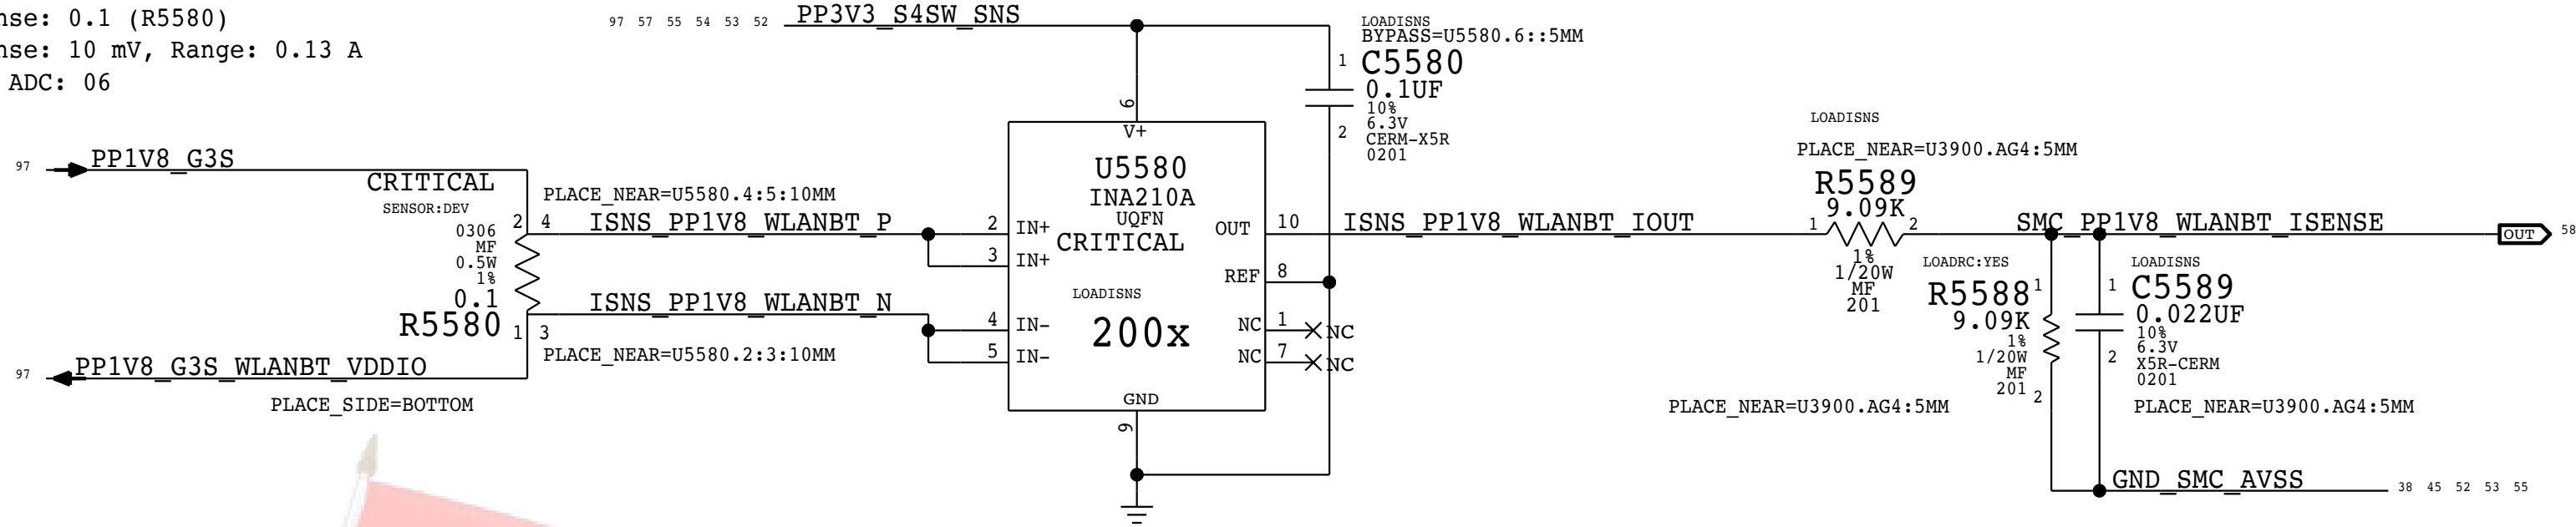 nse: 0.1 (R5580)
nse: 10 mV, Range: 0.13 A
ADC: 06
97 57 55 54 53 52
PP3V3_S4SW_SNS
LOADISNS
BYPASS=U5580.6::5MM
1
C5580
0.1UF
10%
6.3V
2
CERM-X5R
0201
6
V+
U5580
INA210A
UQFN
CRITICAL
LOADISNS
200x
GND
9
97
PP1V8_G3S
CRITICAL
SENSOR:DEV
0306
MF
0.5W
1%
0.1
R5580
2 4
1 3
PLACE_NEAR=U5580.4:5:10MM
ISNS_PP1V8_WLANBT_P
ISNS_PP1V8_WLANBT_N
PLACE_NEAR=U5580.2:3:10MM
97
PP1V8_G3S_WLANBT_VDDIO
PLACE_SIDE=BOTTOM
2 IN+
3 IN+
4 IN-
5 IN-
OUT 10
REF 8
NC 1 NC
NC 7 NC
ISNS_PP1V8_WLANBT_IOUT
LOADISNS
PLACE_NEAR=U3900.AG4:5MM
R5589
9.09K
1 2
1%
1/20W
MF
201
SMC_PP1V8_WLANBT_ISENSE
OUT 58
LOADRC:YES
R5588
1
9.09K
1%
1/20W
MF
201
2
PLACE_NEAR=U3900.AG4:5MM
LOADISNS
1
C5589
0.022UF
10%
6.3V
2
X5R-CERM
0201
PLACE_NEAR=U3900.AG4:5MM
GND_SMC_AVSS
38 45 52 53 55